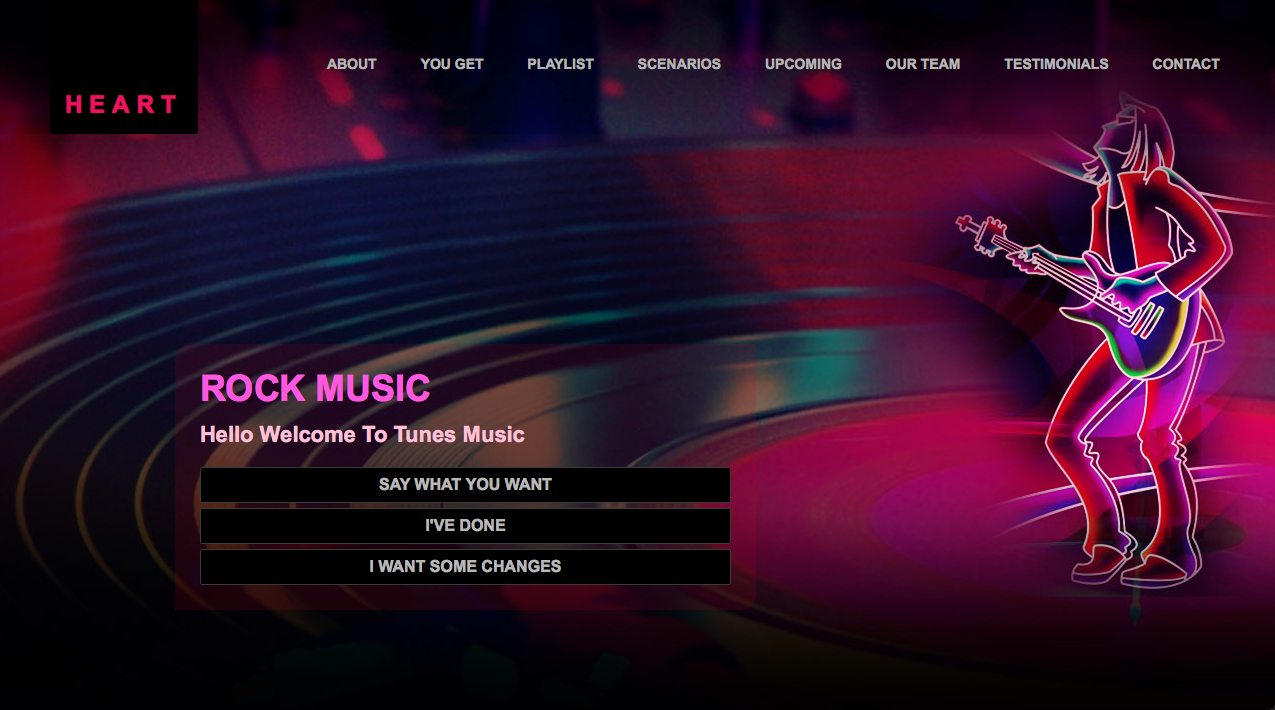 HEART
ABOUT YOU GET PLAYLIST SCENARIOS UPCOMING OUR TEAM TESTIMONIALS CONTACT
ROCK MUSIC
Hello Welcome To Tunes Music
SAY WHAT YOU WANT
I'VE DONE
I WANT SOME CHANGES